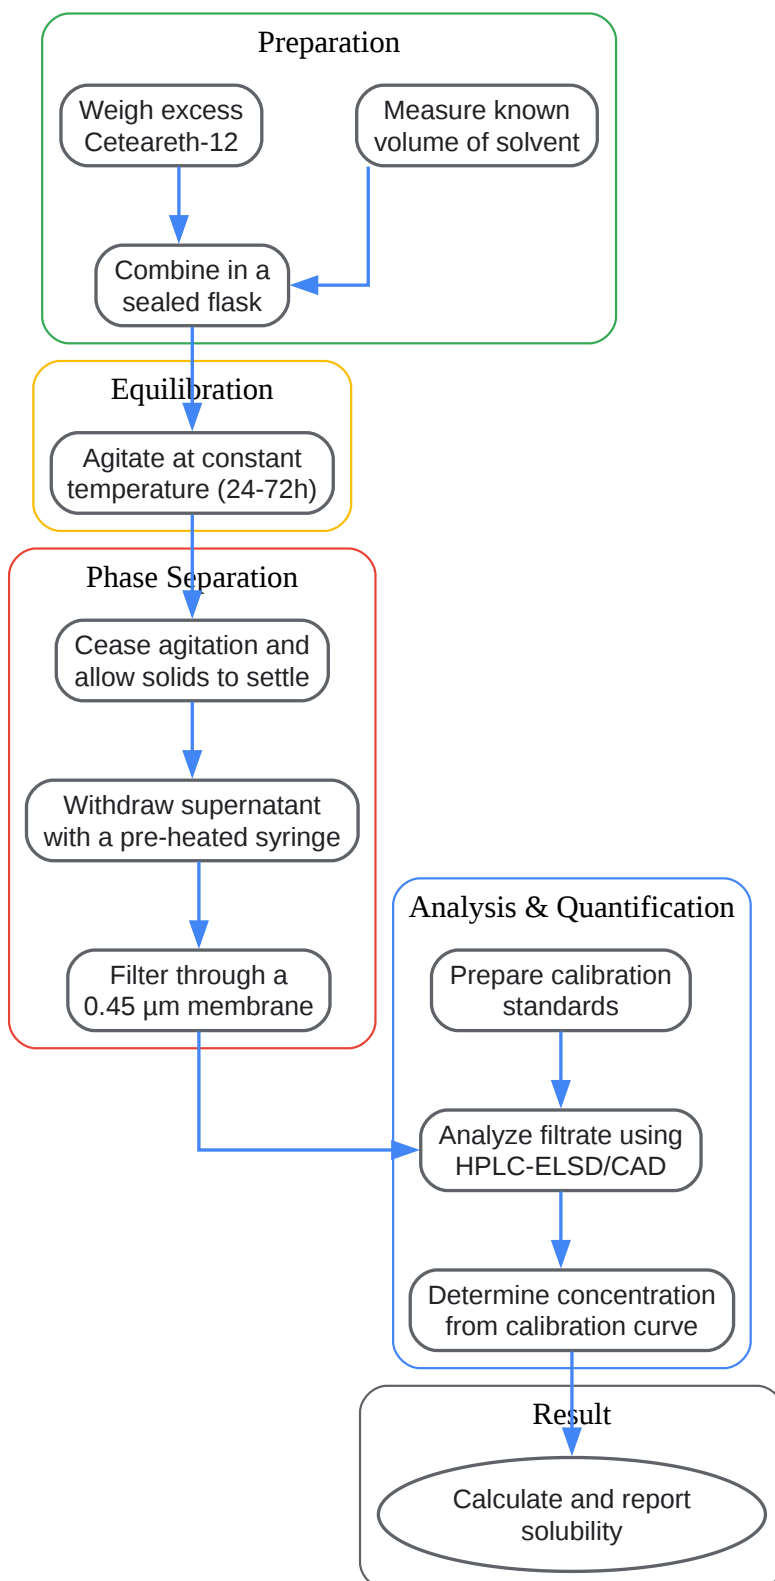 Preparation
Weigh excess
Ceteareth-12
Measure known
volume of solvent
Combine in a
sealed flask
Equilibration
Agitate at constant
temperature (24-72h)
Phase Separation
Cease agitation and
allow solids to settle
Withdraw supernatant
with a pre-heated syringe
Filter through a
0.45 µm membrane
Analysis & Quantification
Prepare calibration
standards
Analyze filtrate using
HPLC-ELSD/CAD
Determine concentration
from calibration curve
Result
Calculate and report
solubility